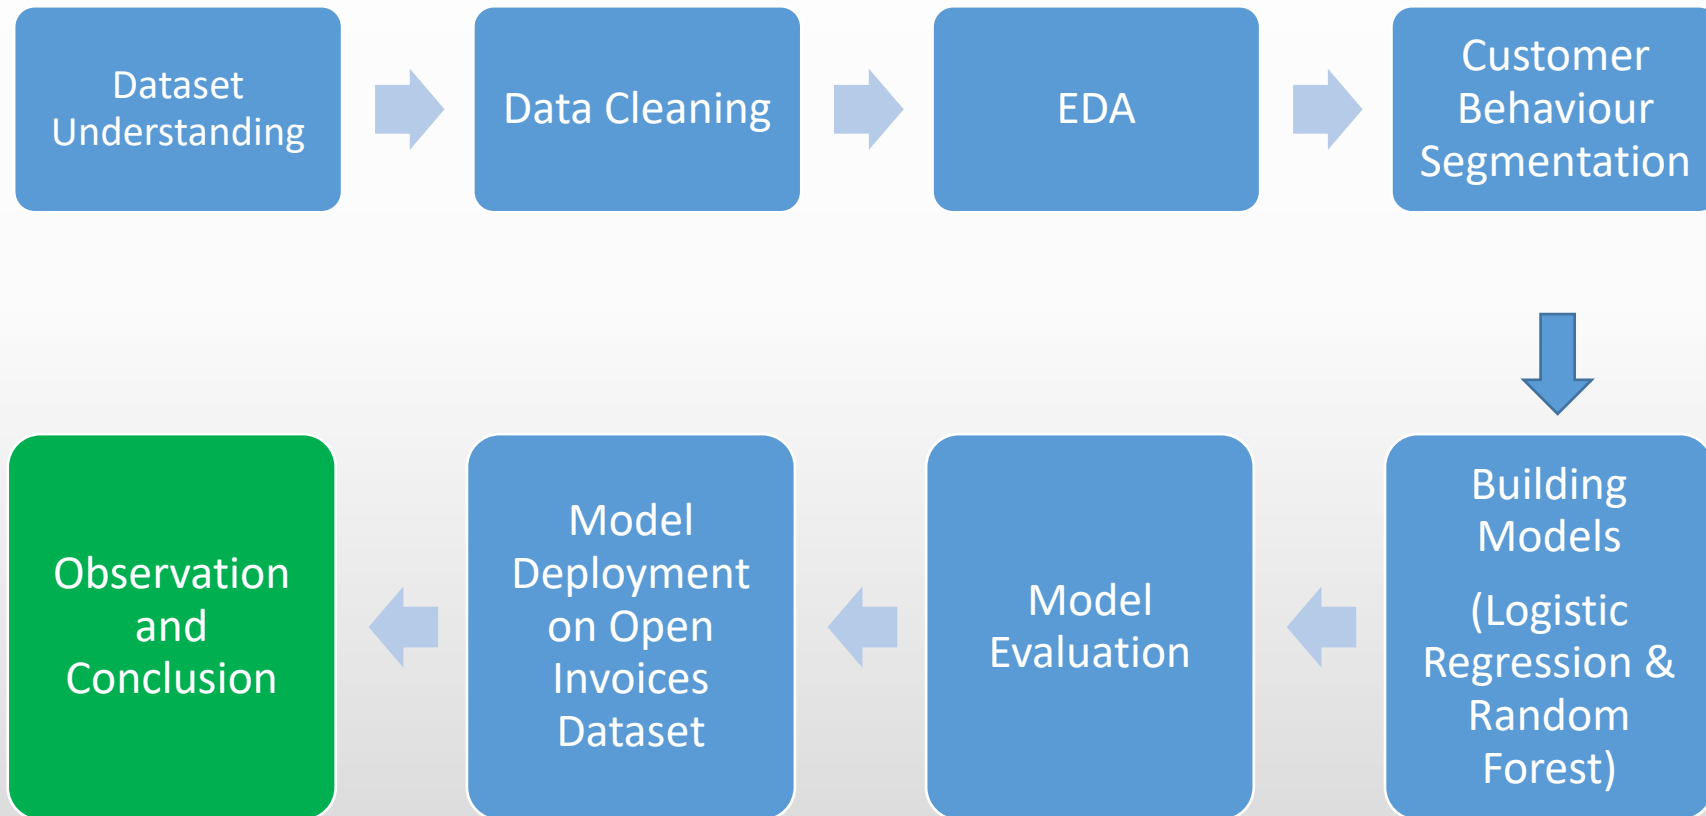 Dataset
Understanding
Data Cleaning
EDA
Customer
Behaviour
Segmentation
Building
Models
(Logistic
Regression &
Random
Forest)
Model
Evaluation
Model
Deployment
on Open
Invoices
Dataset
Observation
and
Conclusion